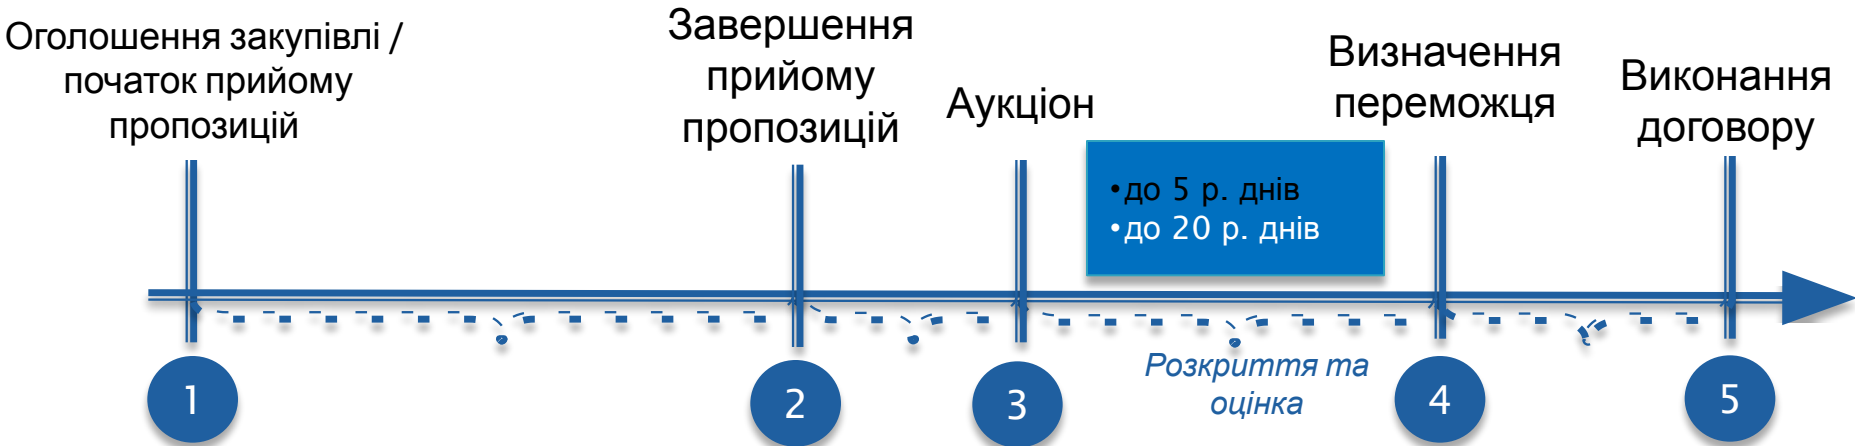 Оголошення закупівлі /
початок прийому
пропозицій
Завершення
прийому
пропозицій
Аукціон
Визначення
переможця
Виконання
договору
•до 5 р. днів
•до 20 р. днів
Розкриття та
оцінка
1
2
3
4
5